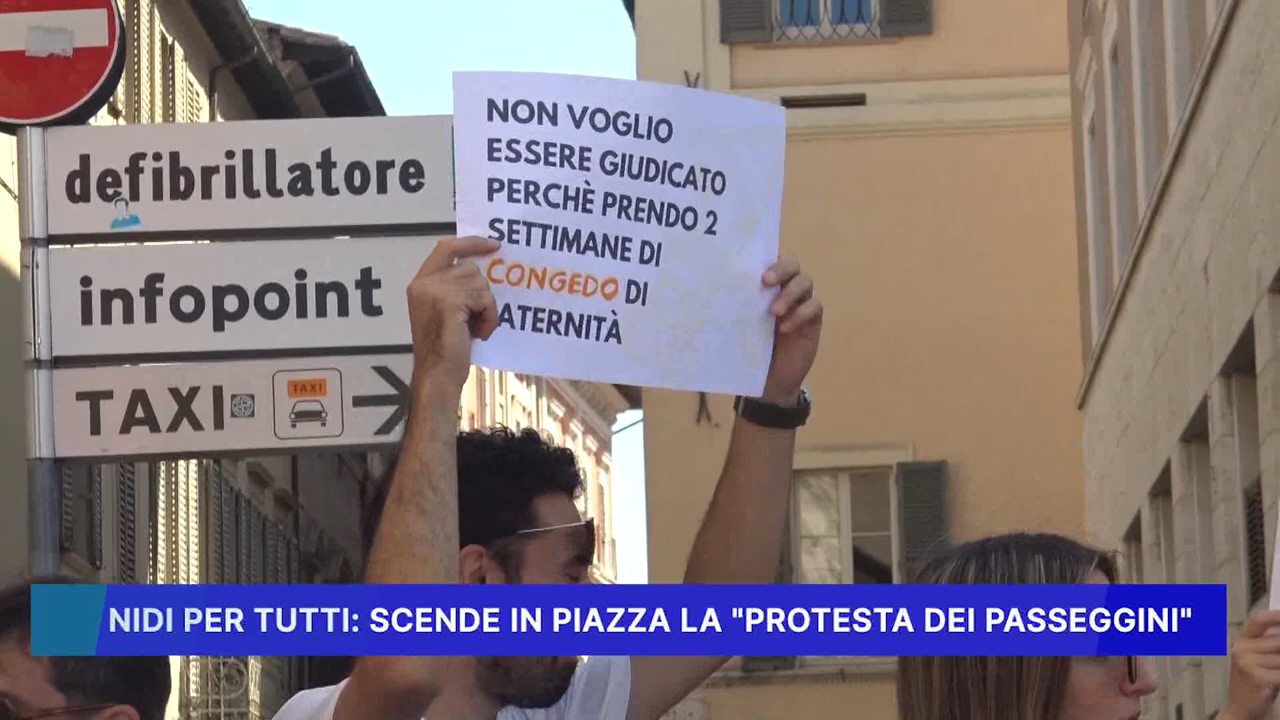 defibrillatore
infopoint
TAXI
TAXI
NON VOGLIO
ESSERE GIUDICATO
PERCHÈ PRENDO 2
SETTIMANE DI
CONGEDO DI
ATERNITÀ
NIDI PER TUTTI: SCENDE IN PIAZZA LA "PROTESTA DEI PASSEGGINI"